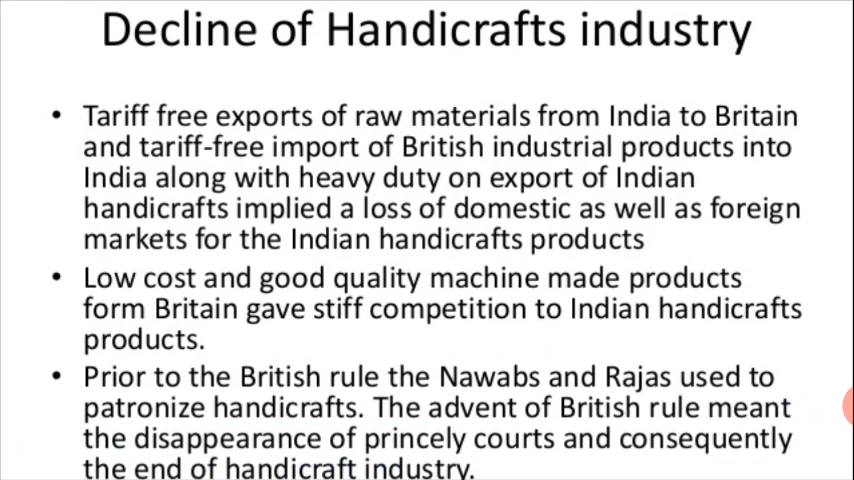 Decline of Handicrafts industry
• Tariff free exports of raw materials from India to Britain
and tariff-free import of British industrial products into
India along with heavy duty on export of Indian
handicrafts implied a loss of domestic as well as foreign
markets for the Indian handicrafts products
• Low cost and good quality machine made products
form Britain gave stiff competition to Indian handicrafts
products.
• Prior to the British rule the Nawabs and Rajas used to
patronize handicrafts. The advent of British rule meant
the disappearance of princely courts and consequently
the end of handicraft industry.